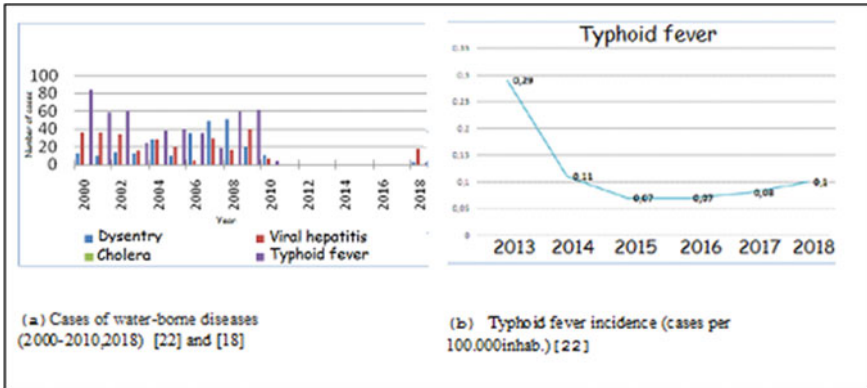 100
80
60
40
20
0
Number of cases
2000
2002
2004
2006
2008
2010
2012
2014
2016
2018
Year
Dysentry
Viral hepatitis
Cholera
Typhoid fever
(a) Cases of water-borne diseases
(2000-2010,2018) [22] and [18]
Typhoid fever
0,35
0,3
0,25
0,2
0,15
0,1
0,05
0
0,29
0,11
0,07
0,07
0,08
0,1
2013 2014 2015 2016 2017 2018
(b) Typhoid fever incidence (cases per
100.000inhab.) [22]